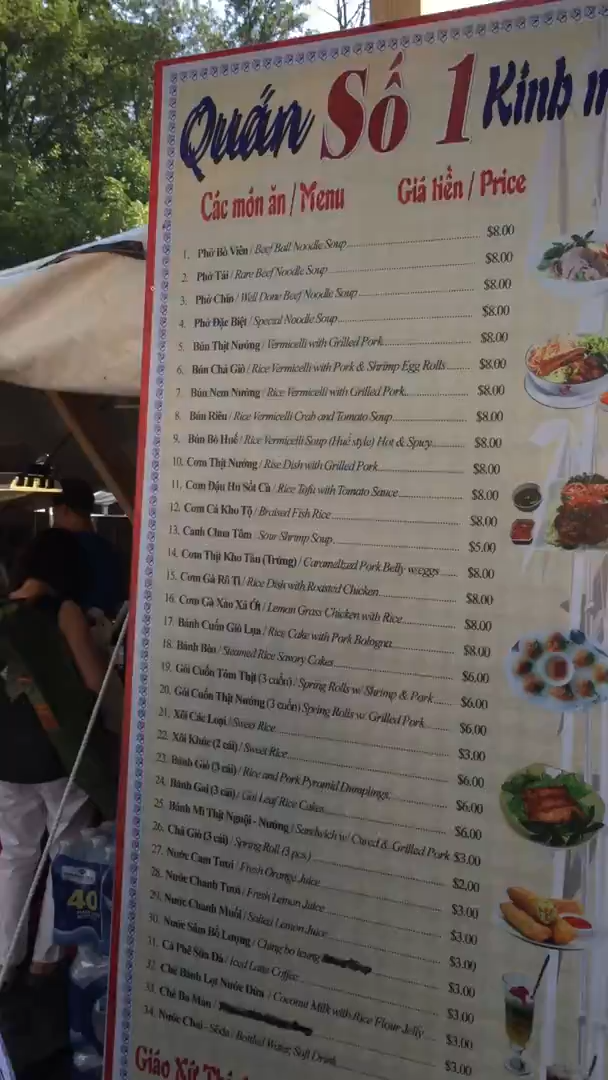 Quán Số 1 Kính m
Các món ăn / Menu Giá tiền / Price
1. Phở Bò Viên / Beef Ball Noodle Soup $8.00
2. Phở Tái / Rare Beef Noodle Soup $8.00
3. Phở Chín / Well Done Beef Noodle Soup $8.00
4. Phở Đặc Biệt / Special Noodle Soup $8.00
5. Bún Thịt Nướng / Vermicelli with Grilled Pork $8.00
6. Bún Chả Giò / Rice Vermicelli with Pork & Shrimp Egg Rolls $8.00
7. Bún Nem Nướng / Rice Vermicelli with Grilled Pork $8.00
8. Bún Riêu / Rice Vermicelli Crab and Tomato Soup $8.00
9. Bún Bò Huế / Rice Vermicelli Soup (Huế style) Hot & Spicy $8.00
10. Cơm Thịt Nướng / Rise Dish with Grilled Pork $8.00
11. Cơm Đậu Hủ Sốt Cà / Rice Tofu with Tomato Sauce $8.00
12. Cơm Cá Kho Tộ / Braised Fish Rice $8.00
13. Canh Chua Tôm / Sour Shrimp Soup $5.00
14. Cơm Thịt Kho Tàu (Trứng) / Caramelized Pork Belly w/eggs $8.00
15. Cơm Gà Rô Ti / Rice Dish with Roasted Chicken $8.00
16. Cơm Gà Xào Xả Ớt / Lemon Grass Chicken with Rice $8.00
17. Bánh Cuốn Giò Lụa / Ricy Cake with Pork Bologna $8.00
18. Bánh Bèo / Steamed Rice Savory Cakes $6.00
19. Gỏi Cuốn Tôm Thịt (3 cuốn) / Spring Rolls w/ Shrimp & Pork $6.00
20. Gỏi Cuốn Thịt Nướng (3 cuốn) Spring Rolls w/ Grilled Pork $6.00
21. Xôi Các Loại / Sweet Rice $3.00
22. Xôi Khúc (2 cái) / Sweet Rice $6.00
23. Bánh Giò (3 cái) / Rice and Pork Pyramid Dumplings $6.00
24. Bánh Gai (3 cái) / Gai Leaf Rice Cakes $6.00
25. Bánh Mì Thịt Nguội - Nướng / Sandwich w/ Cured & Grilled Pork $3.00
26. Chả Giò (3 cái) / Spring Roll (3 pcs) $2.00
27. Nước Cam Tươi / Fresh Orange Juice $3.00
28. Nước Chanh Tươi / Fresh Lemon Juice $3.00
29. Nước Chanh Muối / Salted Lemon Juice $3.00
30. Nước Sâm Bổ Lượng / Ching bo leung $3.00
31. Cà Phê Sữa Đá / Iced Latte Coffee $3.00
32. Chè Bánh Lọt Nước Dừa / Coconut Milk with Rice Flour Jelly $3.00
33. Chè Ba Màu / $3.00
34. Nước Chai - Sôđa / Bottled Water, Soft Drink
Giáo Xứ
40